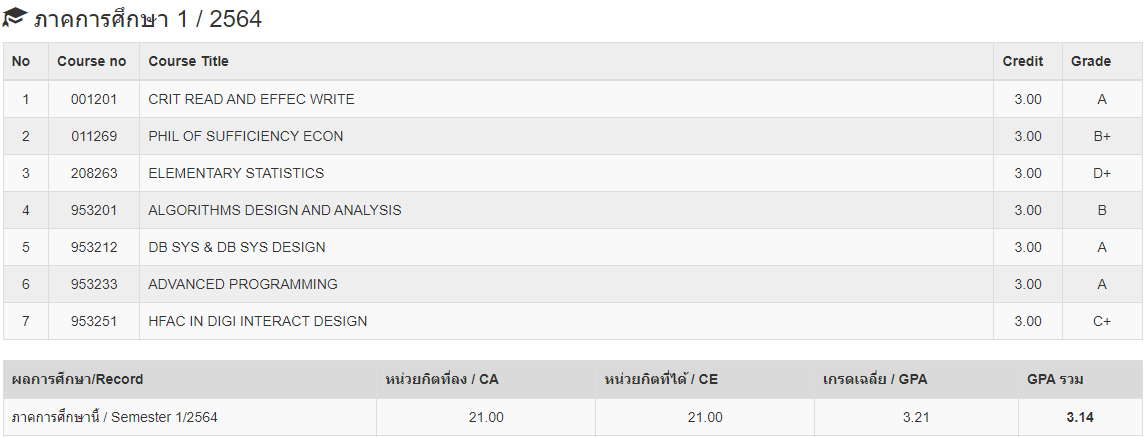 ภาคการศึกษา 1 / 2564
No Course no Course Title Credit Grade
1 001201 CRIT READ AND EFFEC WRITE 3.00 A
2 011269 PHIL OF SUFFICIENCY ECON 3.00 B+
3 208263 ELEMENTARY STATISTICS 3.00 D+
4 953201 ALGORITHMS DESIGN AND ANALYSIS 3.00 B
5 953212 DB SYS & DB SYS DESIGN 3.00 A
6 953233 ADVANCED PROGRAMMING 3.00 A
7 953251 HFAC IN DIGI INTERACT DESIGN 3.00 C+
ผลการศึกษา/Record หน่วยกิตที่ลง / CA หน่วยกิตที่ได้ / CE เกรดเฉลี่ย / GPA GPA รวม
ภาคการศึกษานี้ / Semester 1/2564 21.00 21.00 3.21 3.14